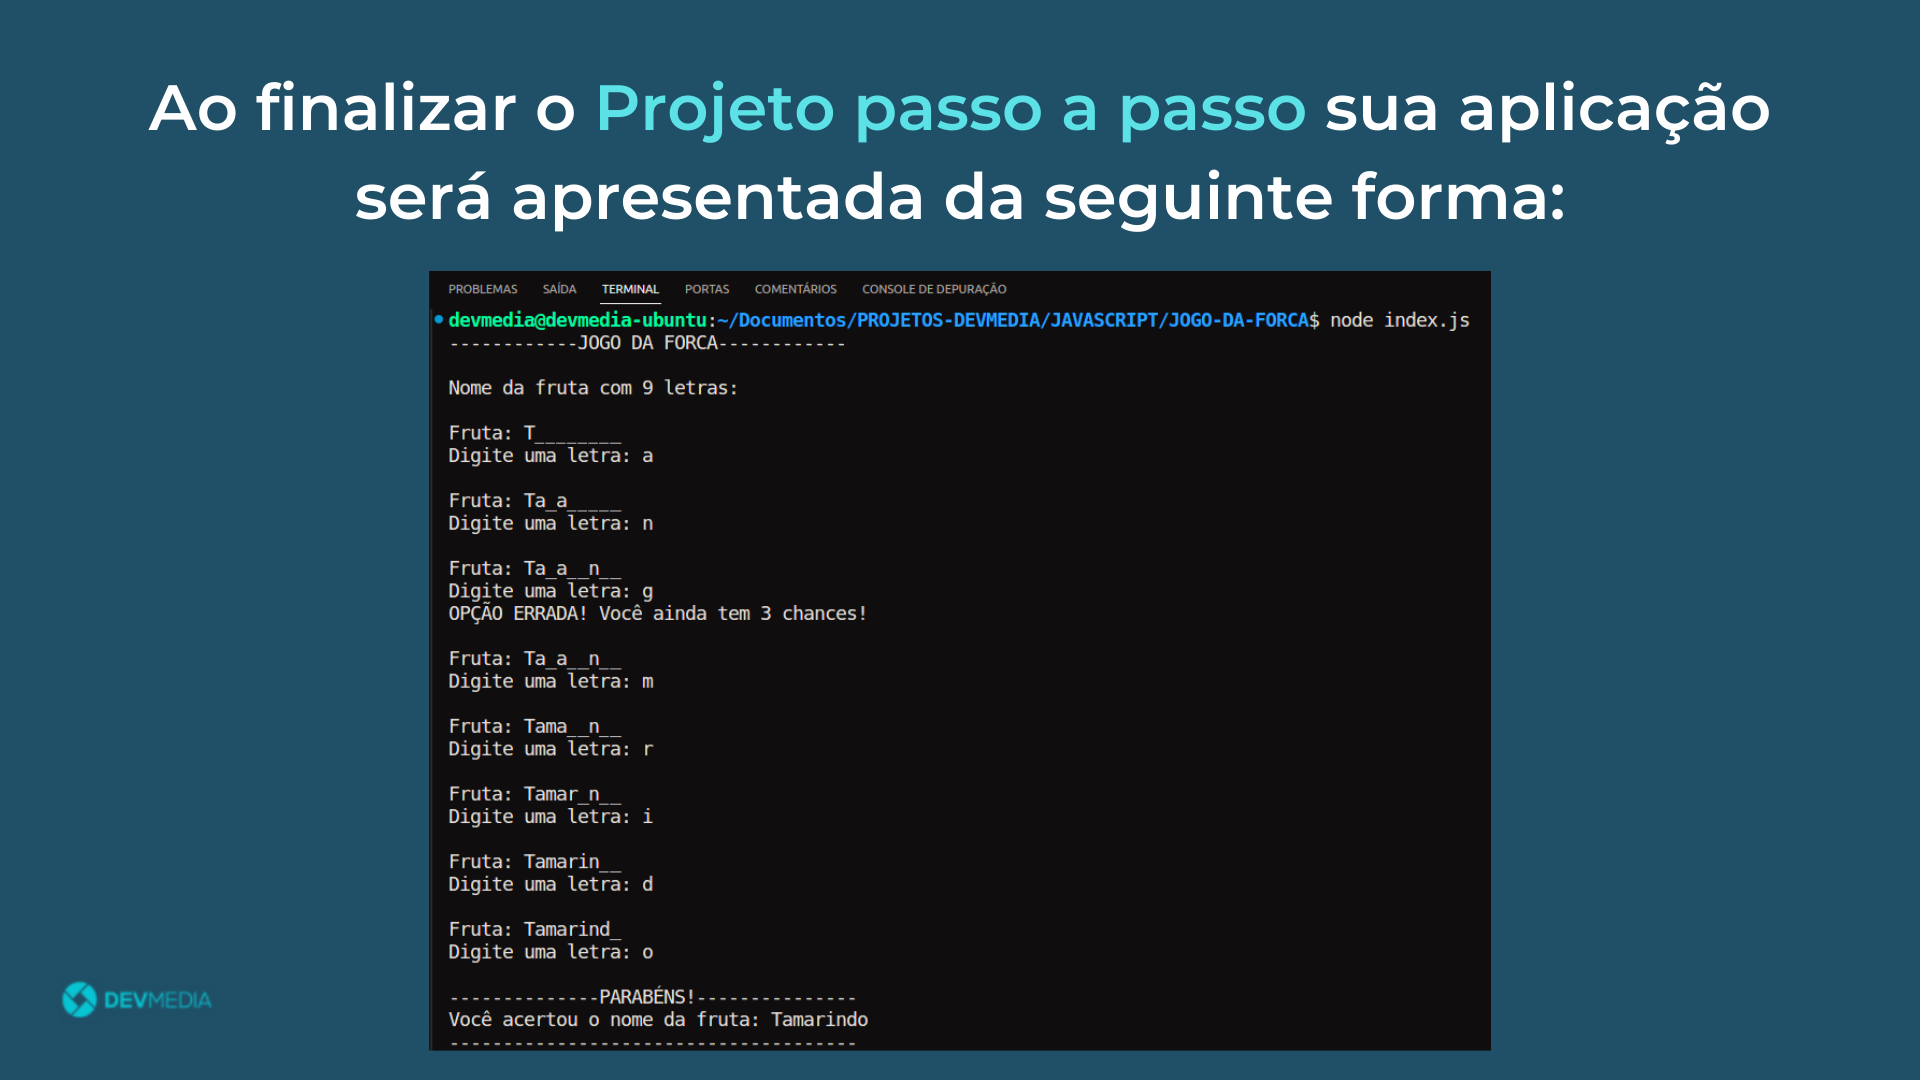 Ao finalizar o Projeto passo a passo sua aplicação
será apresentada da seguinte forma:
PROBLEMAS SAÍDA TERMINAL PORTAS COMENTÁRIOS CONSOLE DE DEPURAÇÃO
devmedia@devmedia-ubuntu:~/Documentos/PROJETOS-DEVMEDIA/JAVASCRIPT/JOGO-DA-FORCA$ node index.js
------------JOGO DA FORCA------------
Nome da fruta com 9 letras:
Fruta: T________
Digite uma letra: a
Fruta: Ta_a_____
Digite uma letra: n
Fruta: Ta_a__n__
Digite uma letra: g
OPÇÃO ERRADA! Você ainda tem 3 chances!
Fruta: Ta_a__n__
Digite uma letra: m
Fruta: Tama__n__
Digite uma letra: r
Fruta: Tamar_n__
Digite uma letra: i
Fruta: Tamarin__
Digite uma letra: d
Fruta: Tamarind_
Digite uma letra: o
--------------PARABÉNS!---------------
Você acertou o nome da fruta: Tamarindo
--------------------------------------
DEVMEDIA